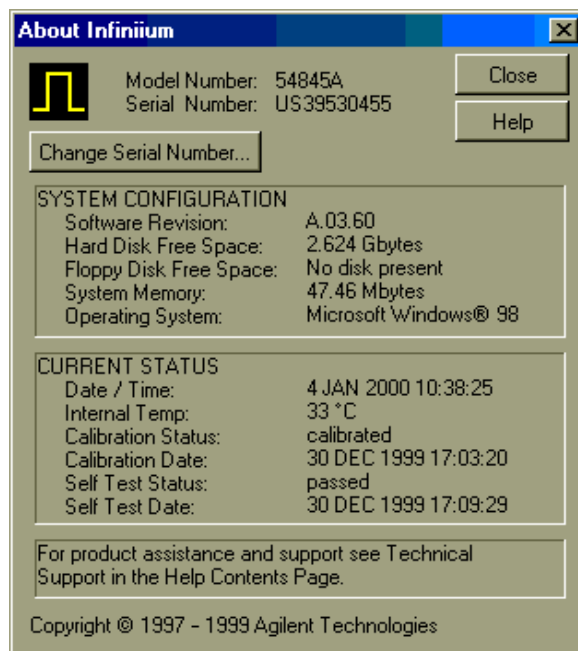 About Infiniium
Model Number: 54845A
Close
Serial Number: US39530455
Help
Change Serial Number...
SYSTEM CONFIGURATION
Software Revision: A.03.60
Hard Disk Free Space: 2.624 Gbytes
Floppy Disk Free Space: No disk present
System Memory: 47.46 Mbytes
Operating System: Microsoft Windows® 98
CURRENT STATUS
Date / Time: 4 JAN 2000 10:38:25
Internal Temp: 33 °C
Calibration Status: calibrated
Calibration Date: 30 DEC 1999 17:03:20
Self Test Status: passed
Self Test Date: 30 DEC 1999 17:09:29
For product assistance and support see Technical
Support in the Help Contents Page.
Copyright © 1997 - 1999 Agilent Technologies